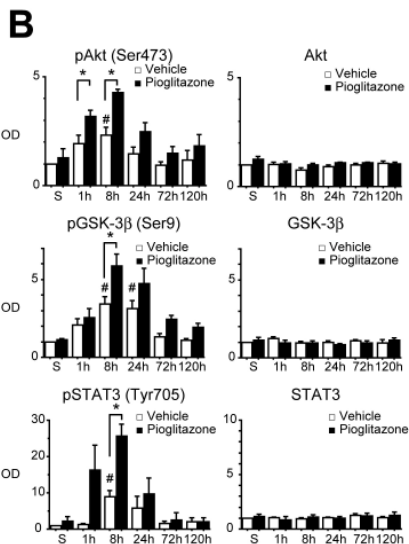 B
pAkt (Ser473)
Vehicle
Pioglitazone
*
*
#
5
OD
0
S 1h 8h 24h 72h 120h
Akt
Vehicle
Pioglitazone
5
0
S 1h 8h 24h 72h 120h
pGSK-3β (Ser9)
Vehicle
Pioglitazone
*
#
#
5
OD
0
S 1h 8h 24h 72h 120h
GSK-3β
Vehicle
Pioglitazone
5
0
S 1h 8h 24h 72h 120h
pSTAT3 (Tyr705)
Vehicle
Pioglitazone
*
#
30
20
OD
10
0
S 1h 8h 24h 72h 120h
STAT3
Vehicle
Pioglitazone
10
5
0
S 1h 8h 24h 72h 120h